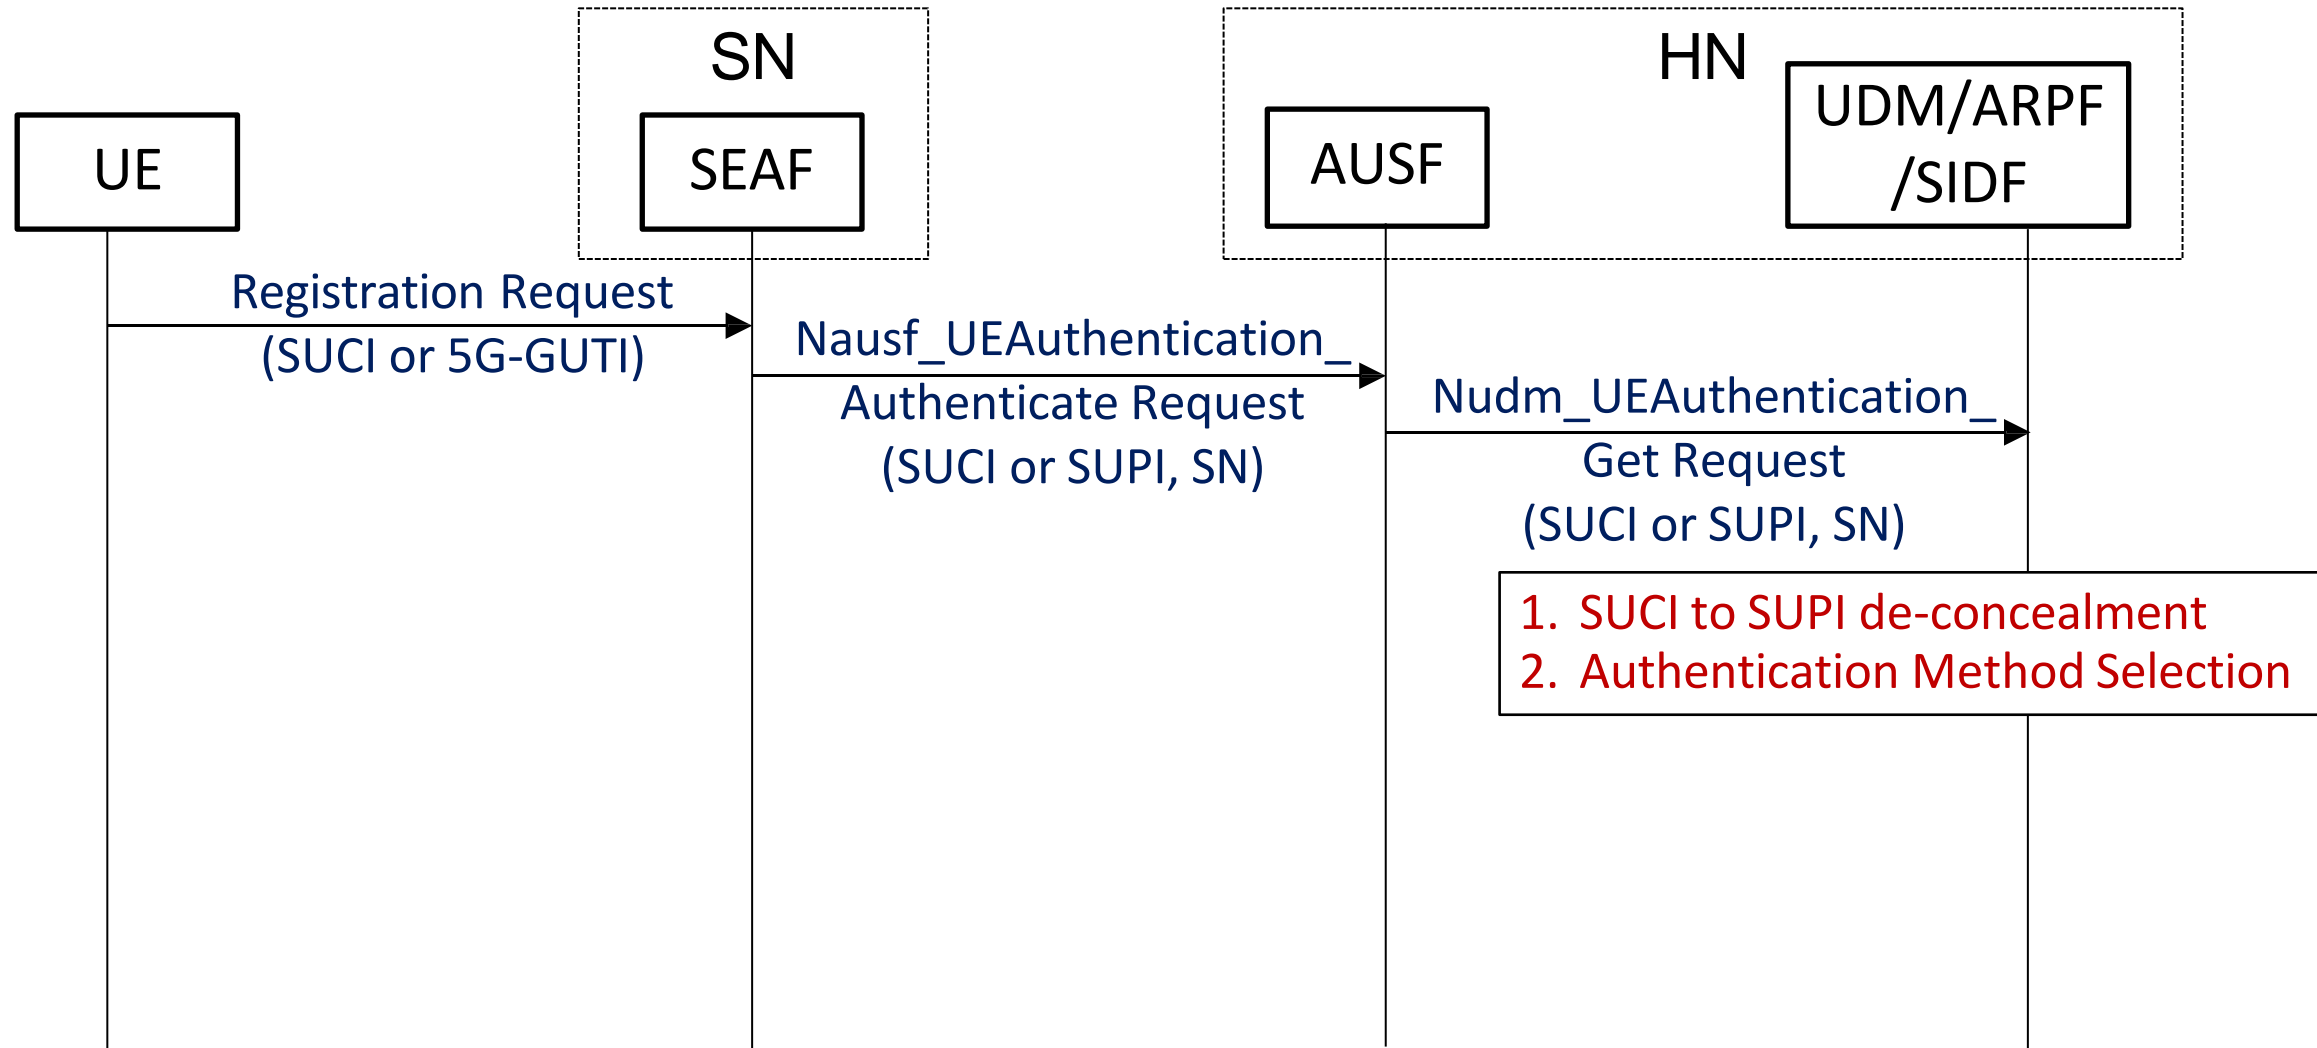 SN
HN
UE
SEAF
AUSF
UDM/ARPF
/SIDF
Registration Request
(SUCI or 5G-GUTI)
Nausf_UEAuthentication_
Authenticate Request
(SUCI or SUPI, SN)
Nudm_UEAuthentication_
Get Request
(SUCI or SUPI, SN)
1. SUCI to SUPI de-concealment
2. Authentication Method Selection